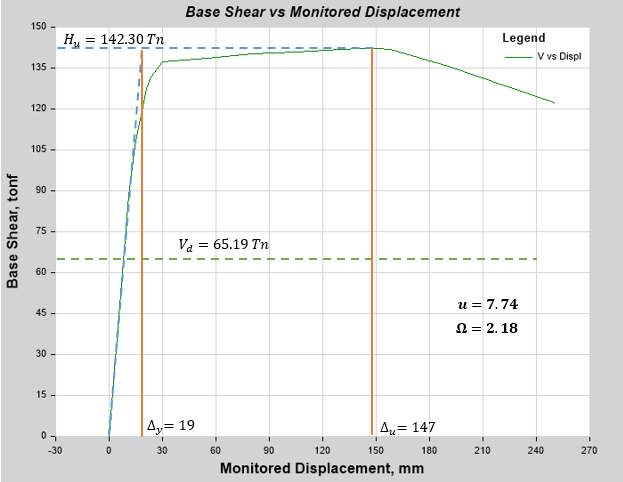 Base Shear vs Monitored Displacement
150
H_u = 142.30 Tn
Legend
V vs Displ
135
120
105
90
75
V_d = 65.19 Tn
60
u = 7.74
45
Ω = 2.18
30
15
Δ_y= 19
Δ_u= 147
0
-30 0 30 60 90 120 150 180 210 240 270
Monitored Displacement, mm
Base Shear, tonf